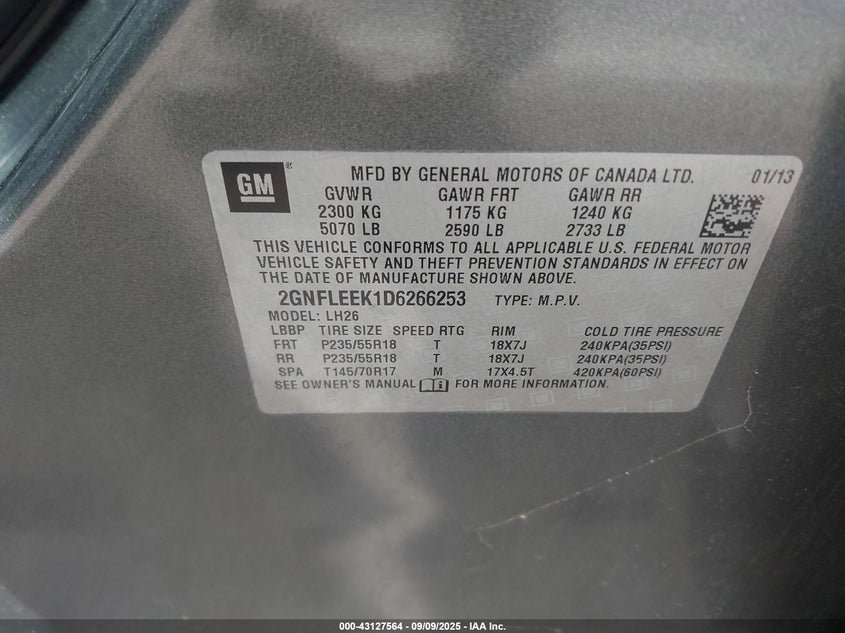 GM ® MFD BY GENERAL MOTORS OF CANADA LTD. 01/13
GVWR GAWR FRT GAWR RR
2300 KG 1175 KG 1240 KG
5070 LB 2590 LB 2733 LB
THIS VEHICLE CONFORMS TO ALL APPLICABLE U.S. FEDERAL MOTOR
VEHICLE SAFETY AND THEFT PREVENTION STANDARDS IN EFFECT ON
THE DATE OF MANUFACTURE SHOWN ABOVE.
2GNFLEEK1D6266253 TYPE: M.P.V.
MODEL: LH26
LBBP TIRE SIZE SPEED RTG RIM COLD TIRE PRESSURE
FRT P235/55R18 T 18X7J 240KPA(35PSI)
RR P235/55R18 T 18X7J 240KPA(35PSI)
SPA T145/70R17 M 17X4.5T 420KPA(60PSI)
SEE OWNER'S MANUAL i FOR MORE INFORMATION.
000-43127564 | 09/09/2025 - IAA Inc.